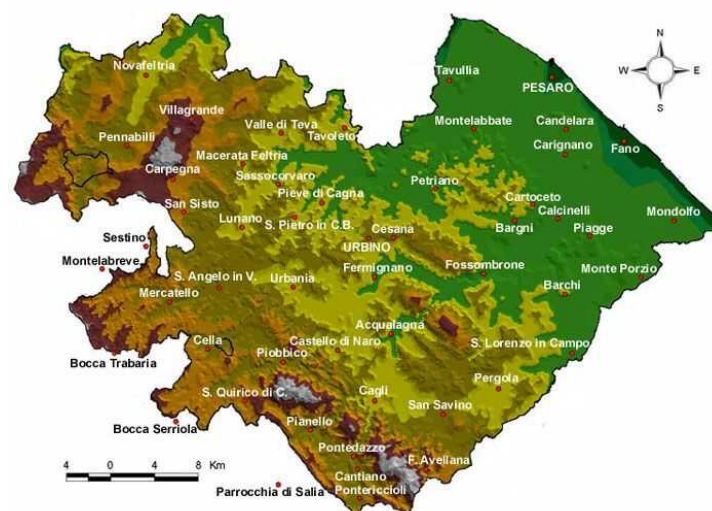 N
W E
S
Novafeltria
Tavullia
PESARO
Villagrande
Pennabilli
Valle di Teva
Tavoleto
Montelabbate
Candelara
Carignano
Fano
Macerata Feltria
Carpegna
Sassocorvaro
Pieve di Cagna
Petriano
Cartoceto
San Sisto
Lunano
S. Pietro in C.B.
Cesana
Bargni
Calcinelli
Piagge
Mondolfo
Sestino
URBINO
Montelabreve
Fermignano
Fossombrone
Monte Porzio
S. Angelo in V.
Urbania
Mercatello
Barchi
Acqualagna
Cella
Castello di Naro
S. Lorenzo in Campo
Bocca Trabaria
Piobbico
S. Quirico di C.
Cagli
Pergola
San Savino
Bocca Serriola
Pianello
Pontedazzo
F. Avellana
4 0 4 8 Km
Cantiano
Parrocchia di Salia
Pontericcioli